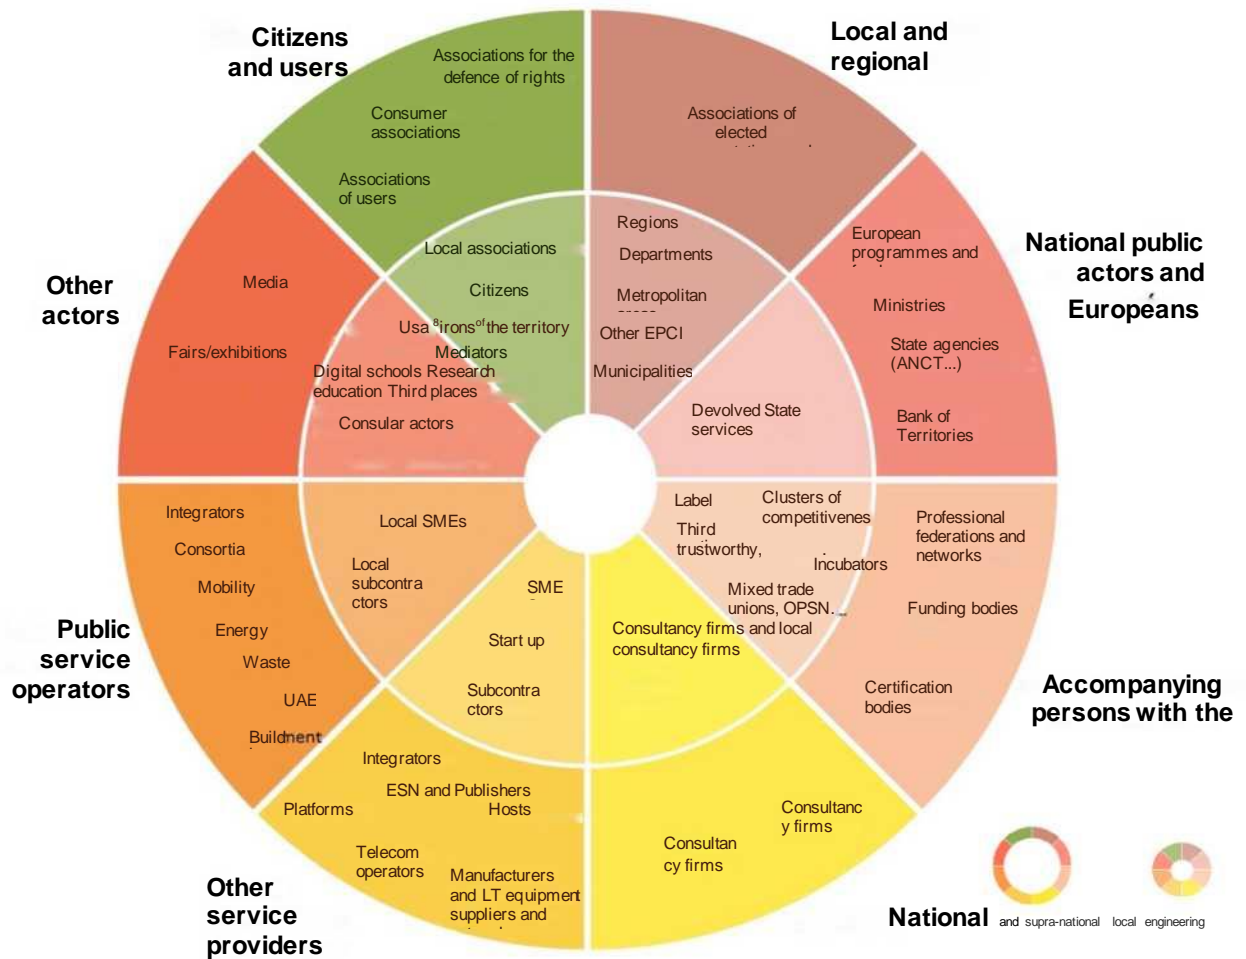 Citizens
and users
Associations for the
defence of rights
Consumer
associations
Associations
of users
Local associations
Citizens
Usa irons of the territory
Mediators
Local and
regional
Associations of
elected
Regions
Departments
Metropolitan
Other EPCI
Municipalities
National public
actors and
Européans
European
programmes and
Ministries
State agencies
(ANCT...)
Bank of
Territories
Devolved State
services
Other
actors
Media
Fairs/exhibitions
Digital schools Research
education Third places
Consular actors
Public
service
operators
Integrators
Consortia
Mobility
Energy
Waste
UAE
Buildment
Local SMEs
Local
subcontra
ctors
Label
Clusters of
competitivenes
Third
trustworthy,
Incubators
Mixed trade
unions, OPSN...
Professional
federations and
networks
Funding bodies
Certification
bodies
Accompanying
persons with the
SME
Start up
Subcontra
ctors
Consultancy firms and local
consultancy firms
Integrators
ESN and Publishers
Platforms
Hosts
Telecom
operators
Manufacturers
and LT equipment
suppliers and
Other
service
providers
Consultanc
y firms
Consultan
cy firms
National and supra-national local engineering